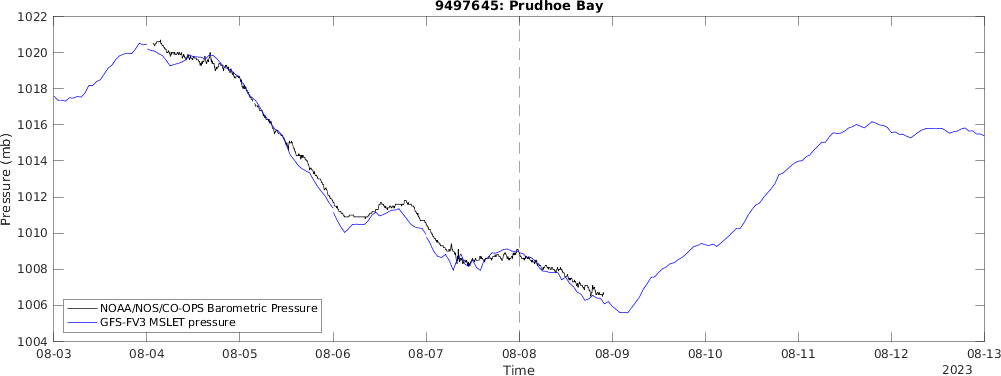 9497645: Prudhoe Bay
1022
1020
1018
1016
1014
1012
1010
1008
1006
1004
Pressure (mb)
NOAA/NOS/CO-OPS Barometric Pressure
GFS-FV3 MSLET pressure
08-03 08-04 08-05 08-06 08-07 08-08 08-09 08-10 08-11 08-12 08-13
Time
2023